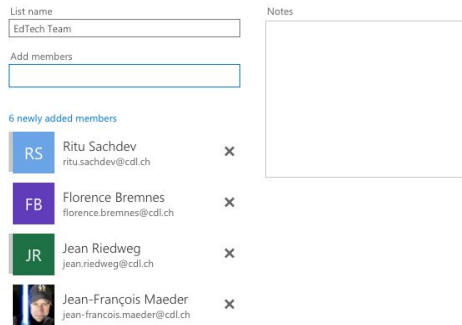 List name
EdTech Team
Add members
6 newly added members
RS
Ritu Sachdev
ritu.sachdev@cdl.ch
FB
Florence Bremnes
florence.bremnes@cdl.ch
JR
Jean Riedweg
jean.riedweg@cdl.ch
Jean-François Maeder
jean-francois.maeder@cdl.ch
Notes